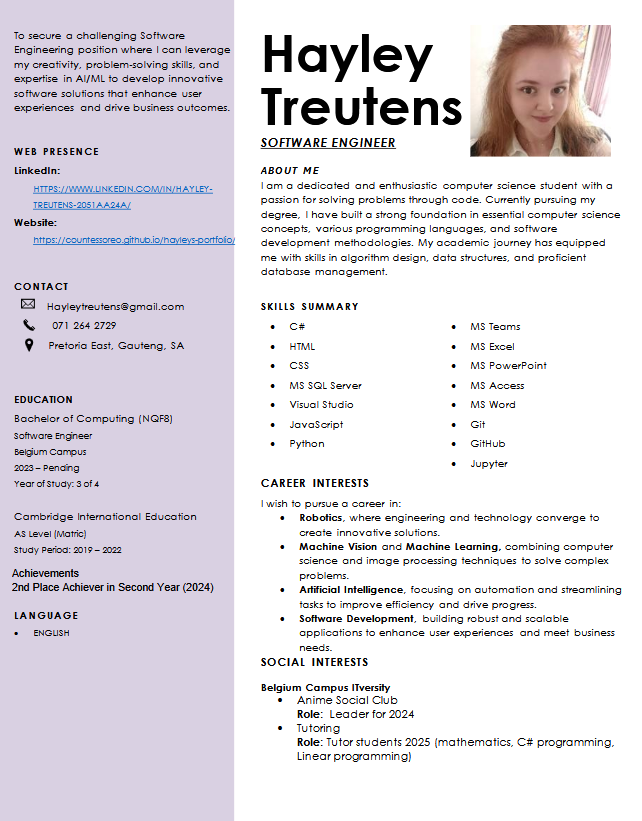 To secure a challenging Software
Engineering position where I can leverage
my creativity, problem-solving skills, and
expertise in AI/ML to develop innovative
software solutions that enhance user
experiences and drive business outcomes.
WEB PRESENCE
LinkedIn:
HTTPS://WWW.LINKEDIN.COM/IN/HAYLEY-
TREUTENS-2051AA24A/
Website:
https://countessoreo.github.io/hayleys-portfolio/
CONTACT
Hayleytreutens@gmail.com
071 264 2729
Pretoria East, Gauteng, SA
EDUCATION
Bachelor of Computing (NQF8)
Software Engineer
Belgium Campus
2023 – Pending
Year of Study: 3 of 4
Cambridge International Education
AS Level (Matric)
Study Period: 2019 – 2022
Achievements
2nd Place Achiever in Second Year (2024)
LANGUAGE
• ENGLISH
Hayley
Treutens
SOFTWARE ENGINEER
ABOUT ME
I am a dedicated and enthusiastic computer science student with a
passion for solving problems through code. Currently pursuing my
degree, I have built a strong foundation in essential computer science
concepts, various programming languages, and software
development methodologies. My academic journey has equipped
me with skills in algorithm design, data structures, and proficient
database management.
SKILLS SUMMARY
• C#
• HTML
• CSS
• MS SQL Server
• Visual Studio
• JavaScript
• Python
• MS Teams
• MS Excel
• MS PowerPoint
• MS Access
• MS Word
• Git
• GitHub
• Jupyter
CAREER INTERESTS
I wish to pursue a career in:
• Robotics, where engineering and technology converge to
create innovative solutions.
• Machine Vision and Machine Learning, combining computer
science and image processing techniques to solve complex
problems.
• Artificial Intelligence, focusing on automation and streamlining
tasks to improve efficiency and drive progress.
• Software Development, building robust and scalable
applications to enhance user experiences and meet business
needs.
SOCIAL INTERESTS
Belgium Campus ITversity
• Anime Social Club
Role: Leader for 2024
• Tutoring
Role: Tutor students 2025 (mathematics, C# programming,
Linear programming)